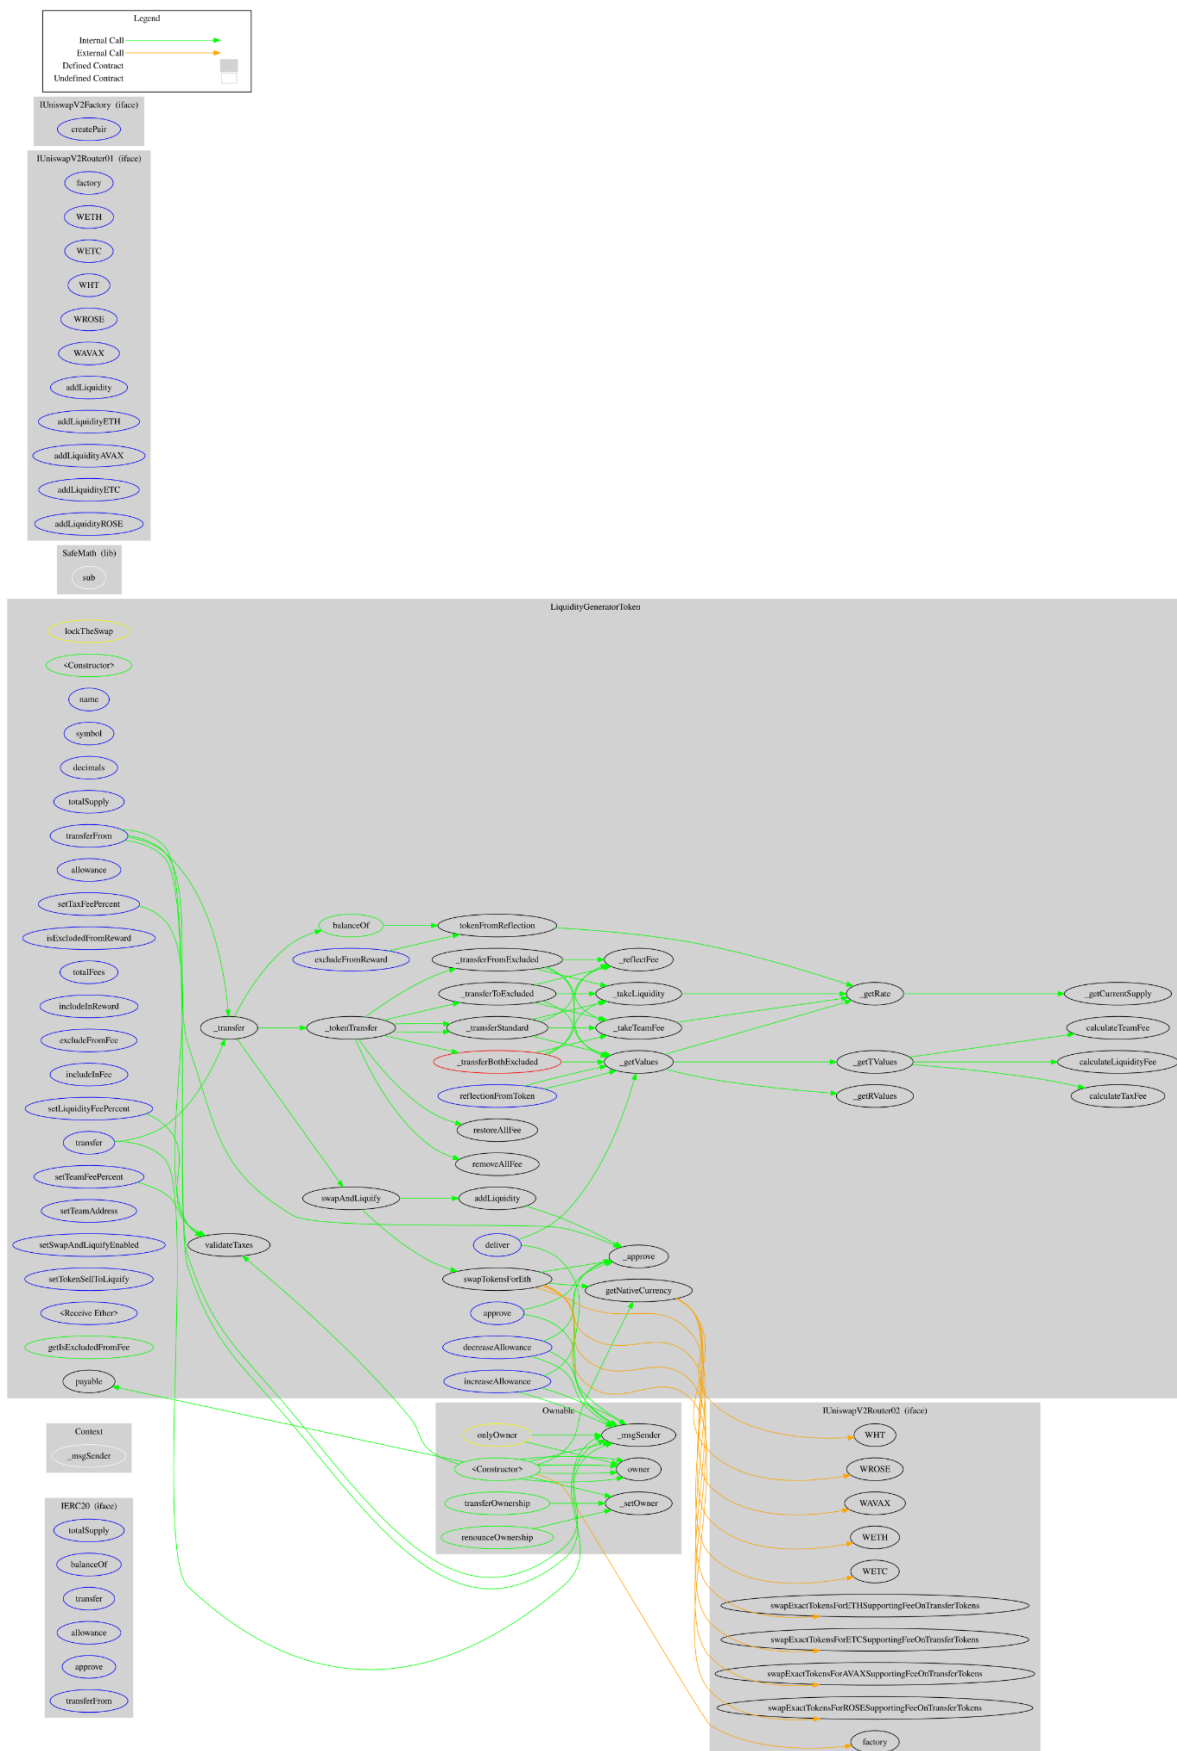 Legend
Internal Call
External Call
Defined Contract
Undefined Contract
IUniswapV2Factory (iface)
createPair
IUniswapV2Router01 (iface)
factory
WETH
WETC
WHT
WROSE
WAVAX
addLiquidity
addLiquidityETH
addLiquidityAVAX
addLiquidityETC
addLiquidityROSE
SafeMath (lib)
sub
LiquidityGeneratorToken
lockTheSwap
<Constructor>
name
symbol
decimals
totalSupply
transferFrom
allowance
setTaxFeePercent
isExcludedFromReward
totalFees
includeInReward
excludeFromFee
includeInFee
setLiquidityFeePercent
transfer
setTeamFeePercent
setTeamAddress
setSwapAndLiquifyEnabled
setTokenSellToLiquify
<Receive Ether>
getIsExcludedFromFee
payable
_transfer
validateTaxes
balanceOf
excludeFromReward
_tokenTransfer
swapAndLiquify
tokenFromReflection
_transferFromExcluded
_transferToExcluded
_transferStandard
_transferBothExcluded
reflectionFromToken
restoreAllFee
removeAllFee
addLiquidity
deliver
swapTokensForEth
approve
decreaseAllowance
increaseAllowance
_reflectFee
_takeLiquidity
_takeTeamFee
_getValues
_approve
getNativeCurrency
_getRate
_getTValues
_getRValues
_getCurrentSupply
calculateTeamFee
calculateLiquidityFee
calculateTaxFee
Context
_msgSender
IERC20 (iface)
totalSupply
balanceOf
transfer
allowance
approve
transferFrom
Ownable
onlyOwner
<Constructor>
transferOwnership
renounceOwnership
_msgSender
owner
_setOwner
IUniswapV2Router02 (iface)
WHT
WROSE
WAVAX
WETH
WETC
swapExactTokensForETHSupportingFeeOnTransferTokens
swapExactTokensForETCSupportingFeeOnTransferTokens
swapExactTokensForAVAXSupportingFeeOnTransferTokens
swapExactTokensForROSESupportingFeeOnTransferTokens
factory